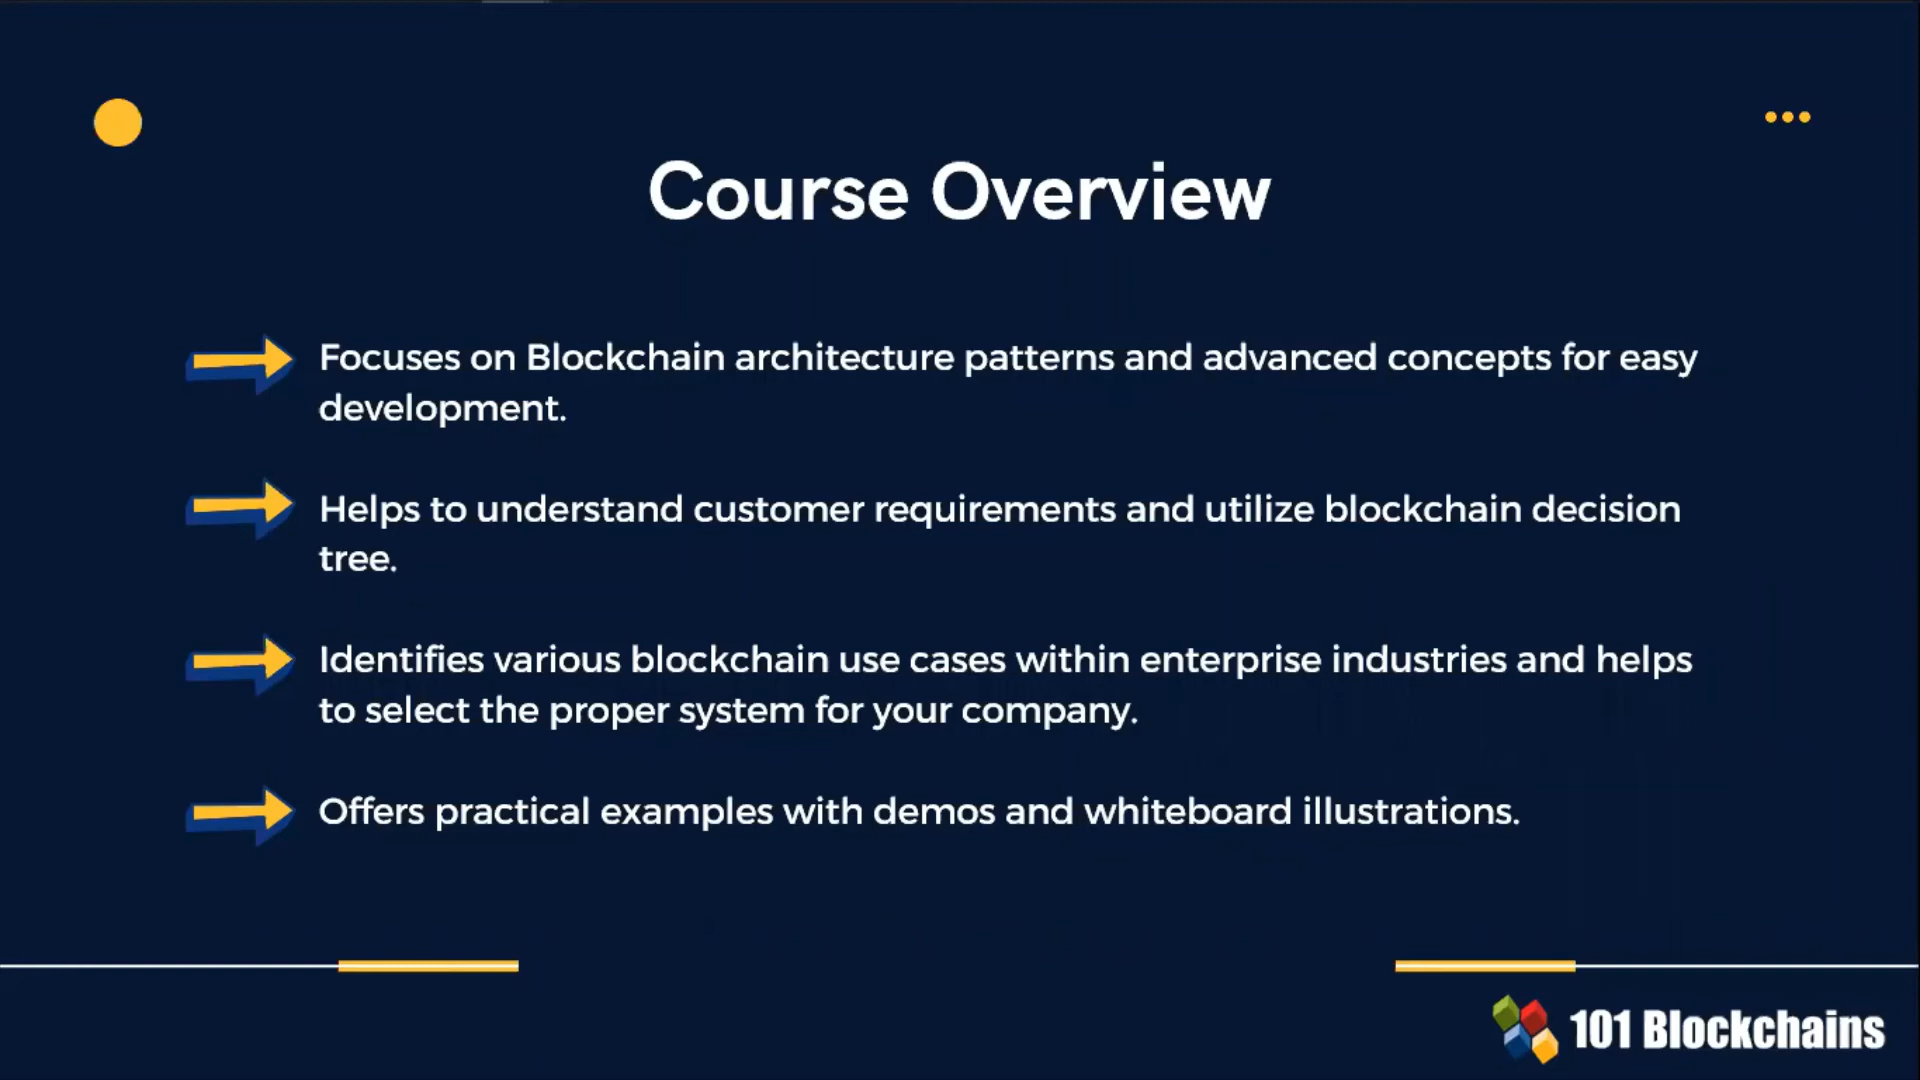 Course Overview
Focuses on Blockchain architecture patterns and advanced concepts for easy
development.
Helps to understand customer requirements and utilize blockchain decision
tree.
Identifies various blockchain use cases within enterprise industries and helps
to select the proper system for your company.
Offers practical examples with demos and whiteboard illustrations.
101 Blockchains